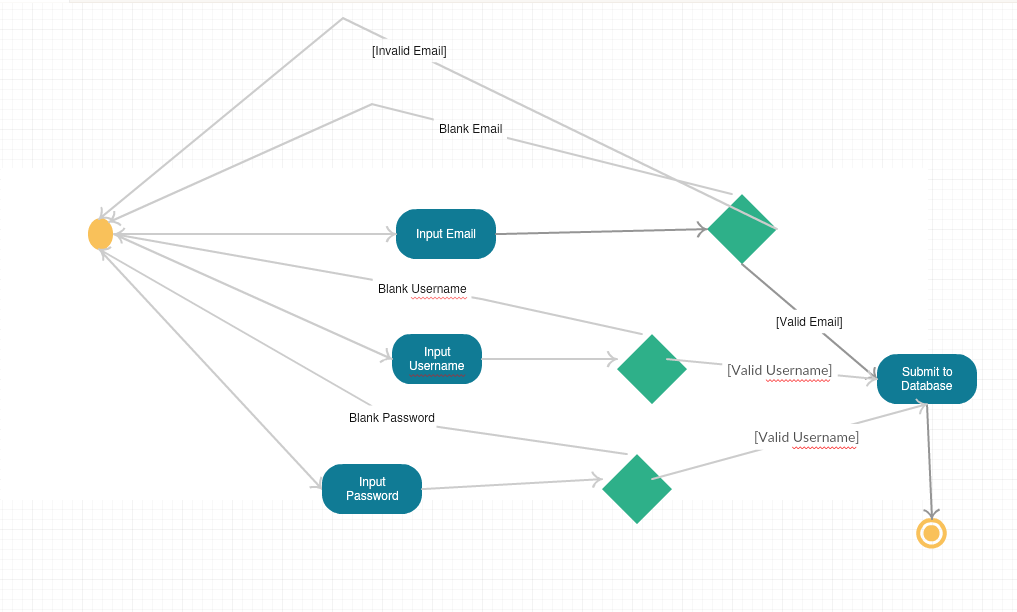 [Invalid Email]
Blank Email
Input Email
Blank Username
[Valid Email]
Input
Username
[Valid Username]
Submit to
Database
Blank Password
[Valid Username]
Input
Password